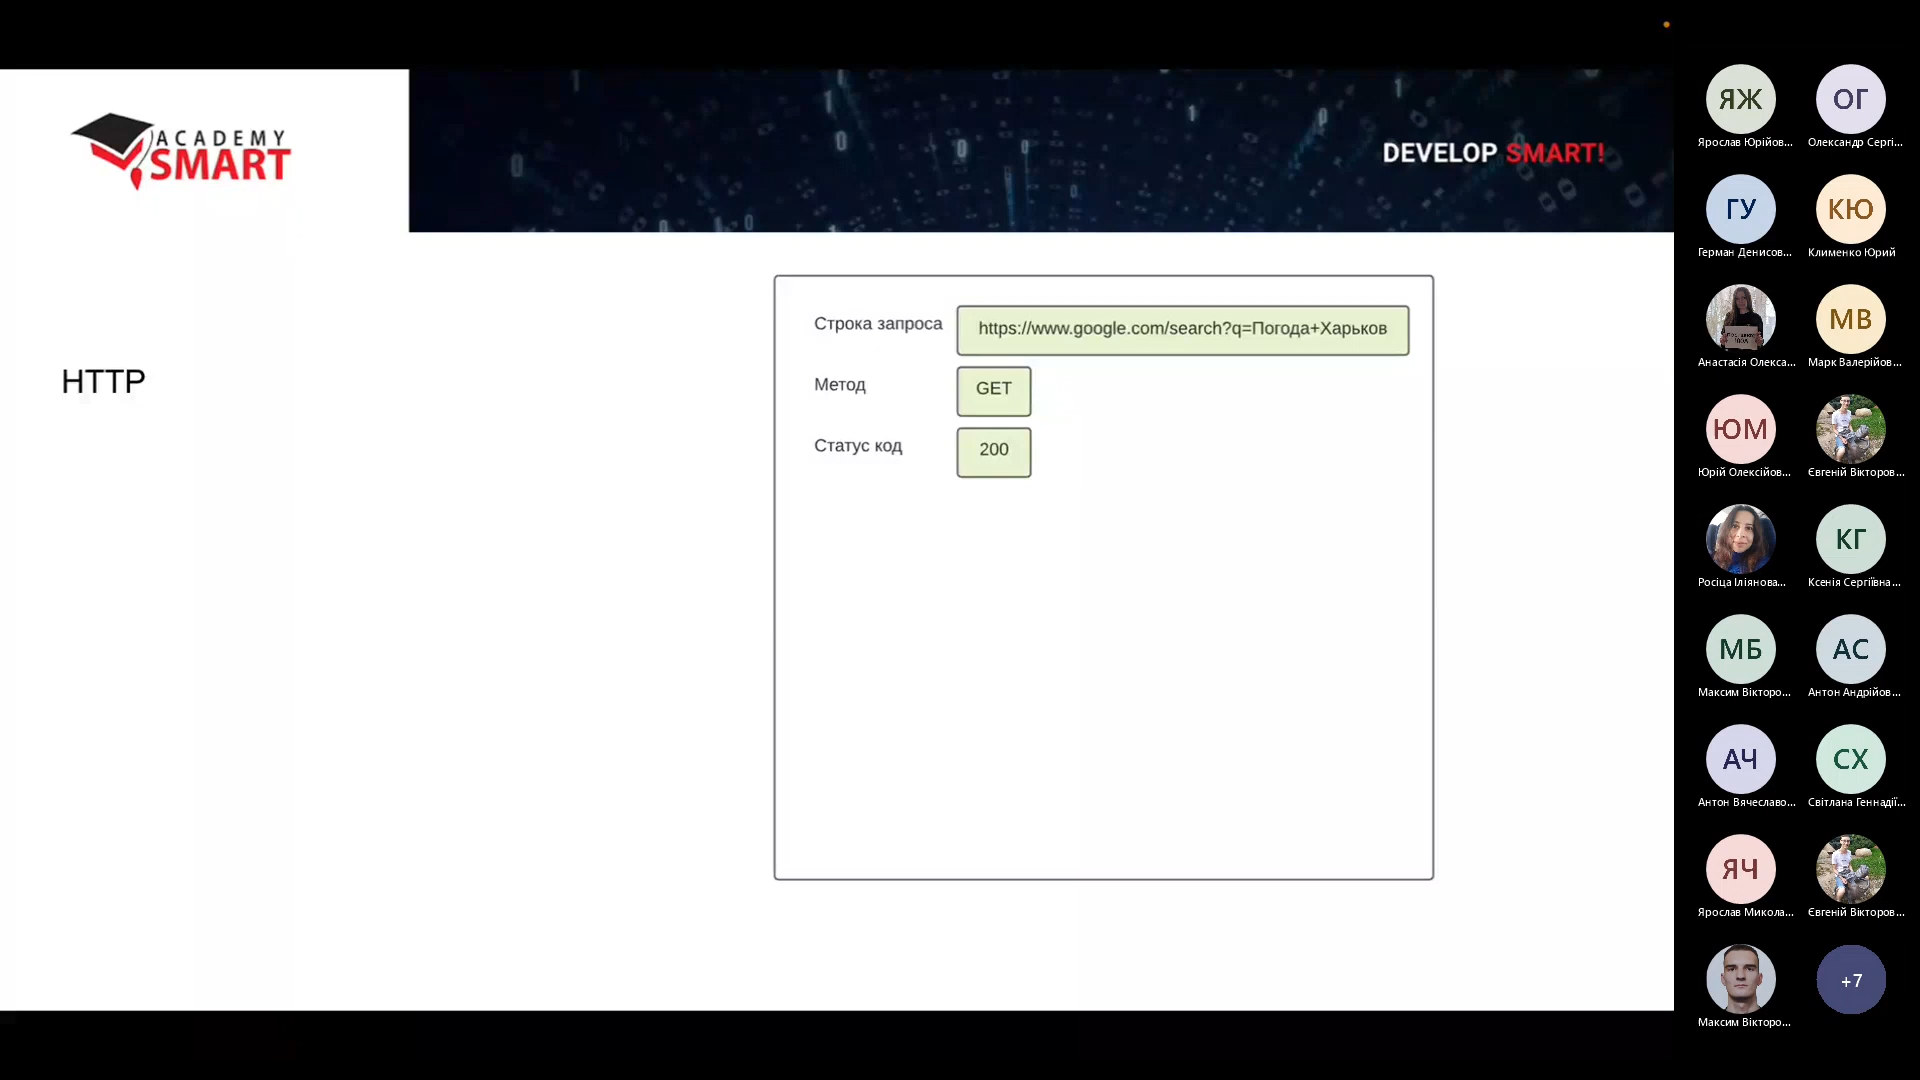 ACADEMY
SMART
DEVELOP SMART!
HTTP
Строка запроса
https://www.google.com/search?q=Погода+Харьков
Метод
GET
Статус код
200
ЯЖ
Ярослав Юрійов...
ОГ
Олександр Сергі...
ГУ
Герман Денисов...
КЮ
Клименко Юрий
Анастасія Олекса...
МВ
Марк Валерійов...
ЮМ
Юрій Олексійов...
Євгеній Вікторов...
Росіца Іліянова...
КГ
Ксенія Сергіївна...
МБ
Максим Вікторо...
АС
Антон Андрійов...
АЧ
Антон Вячеславо...
СХ
Світлана Геннадії...
ЯЧ
Ярослав Микола...
Євгеній Вікторов...
Максим Вікторо...
+7